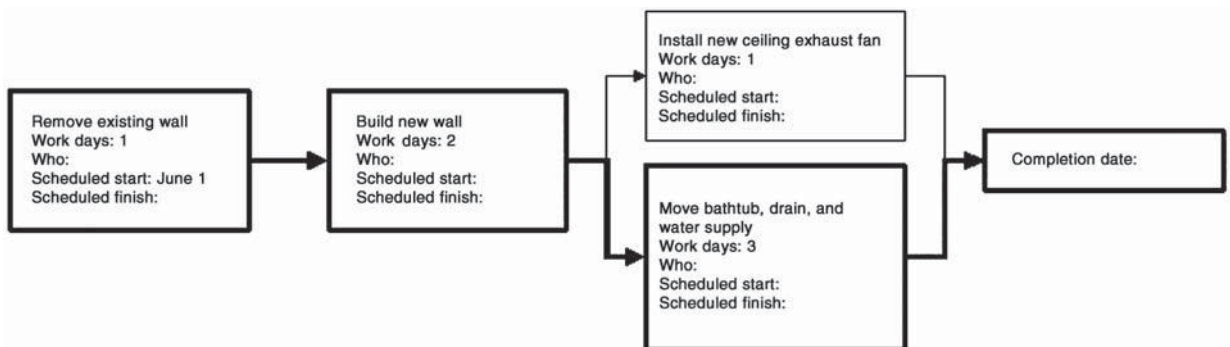 Remove existing wall
Work days: 1
Who:
Scheduled start: June 1
Scheduled finish:
Build new wall
Work days: 2
Who:
Scheduled start:
Scheduled finish:
Install new ceiling exhaust fan
Work days: 1
Who:
Scheduled start:
Scheduled finish:
Move bathtub, drain, and
water supply
Work days: 3
Who:
Scheduled start:
Scheduled finish:
Completion date: